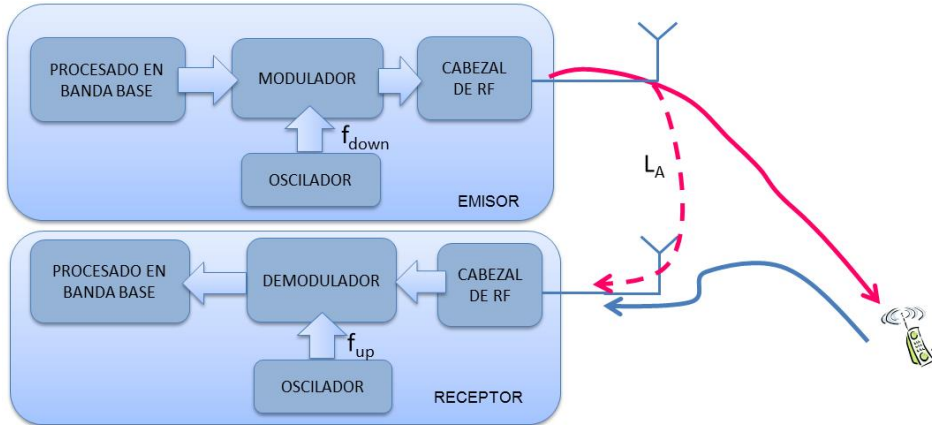 PROCESADO EN
BANDA BASE
MODULADOR
CABEZAL
DE RF
f_down
OSCILADOR
EMISOR
L_A
PROCESADO EN
BANDA BASE
DEMODULADOR
CABEZAL
DE RF
f_up
OSCILADOR
RECEPTOR